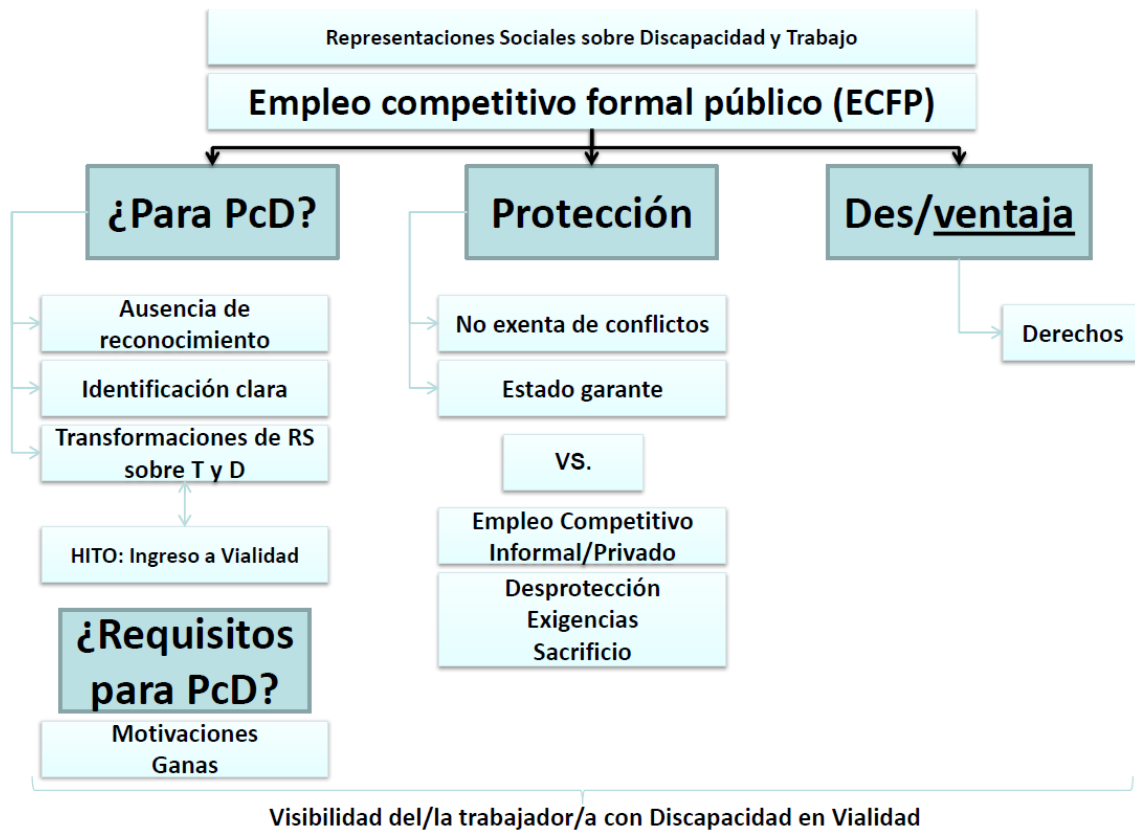 Representaciones Sociales sobre Discapacidad y Trabajo
Empleo competitivo formal público (ECFP)
¿Para PcD?
Ausencia de
reconocimiento
Identificación clara
Transformaciones de RS
sobre T y D
HITO: Ingreso a Vialidad
¿Requisitos
para PcD?
Motivaciones
Ganas
Protección
No exenta de conflictos
Estado garante
VS.
Empleo Competitivo
Informal/Privado
Desprotección
Exigencias
Sacrificio
Des/ventaja
Derechos
Visibilidad del/la trabajador/a con Discapacidad en Vialidad